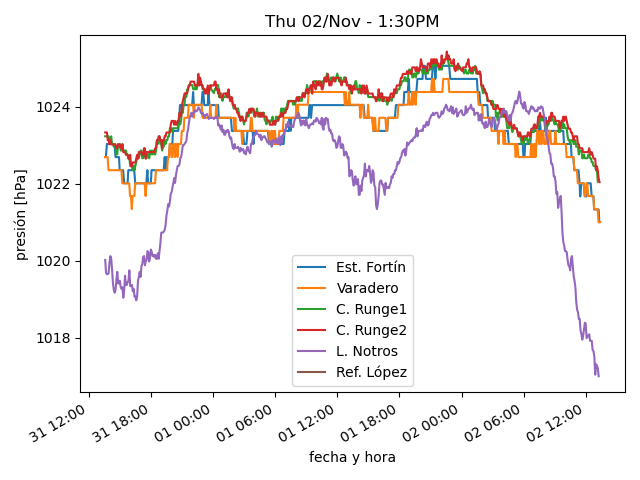 Thu 02/Nov - 1:30PM
presión [hPa]
1024
1022
1020
1018
Est. Fortín
Varadero
C. Runge1
C. Runge2
L. Notros
Ref. López
31 12:00
31 18:00
01 00:00
01 06:00
01 12:00
01 18:00
02 00:00
02 06:00
02 12:00
fecha y hora